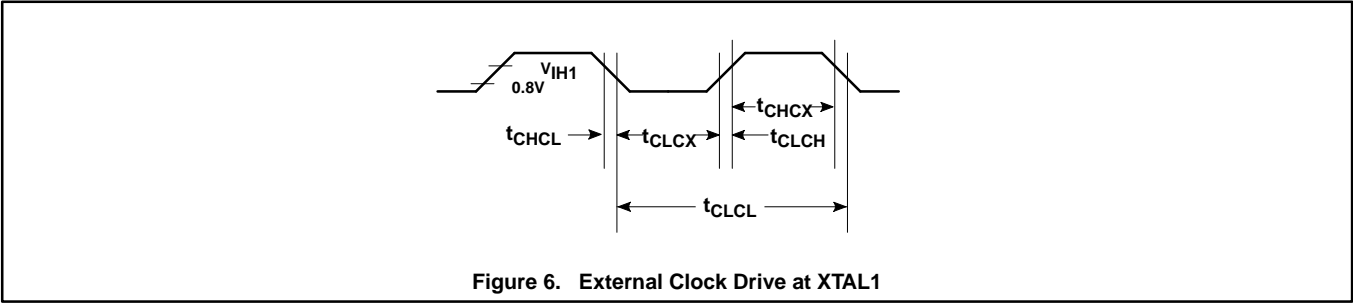 VIH1
0.8V
tCHCX
tCHCL tCLCX tCLCH
tCLCL
Figure 6. External Clock Drive at XTAL1